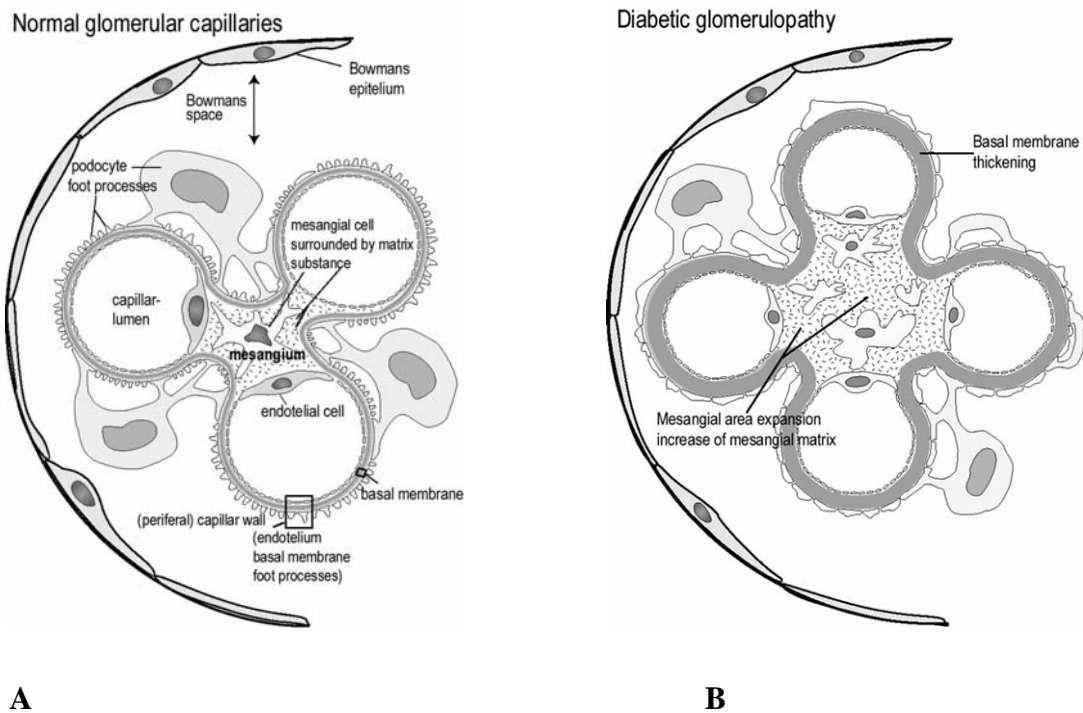 Normal glomerular capillaries
Bowmans
epitelium
Bowmans
space
podocyte
foot processes
mesangial cell
surrounded by matrix
substance
capillar-
lumen
mesangium
endotelial cell
basal membrane
(periferal) capillar wall
(endotelium
basal membrane
foot processes)
A
Diabetic glomerulopathy
Basal membrane
thickening
Mesangial area expansion
increase of mesangial matrix
B